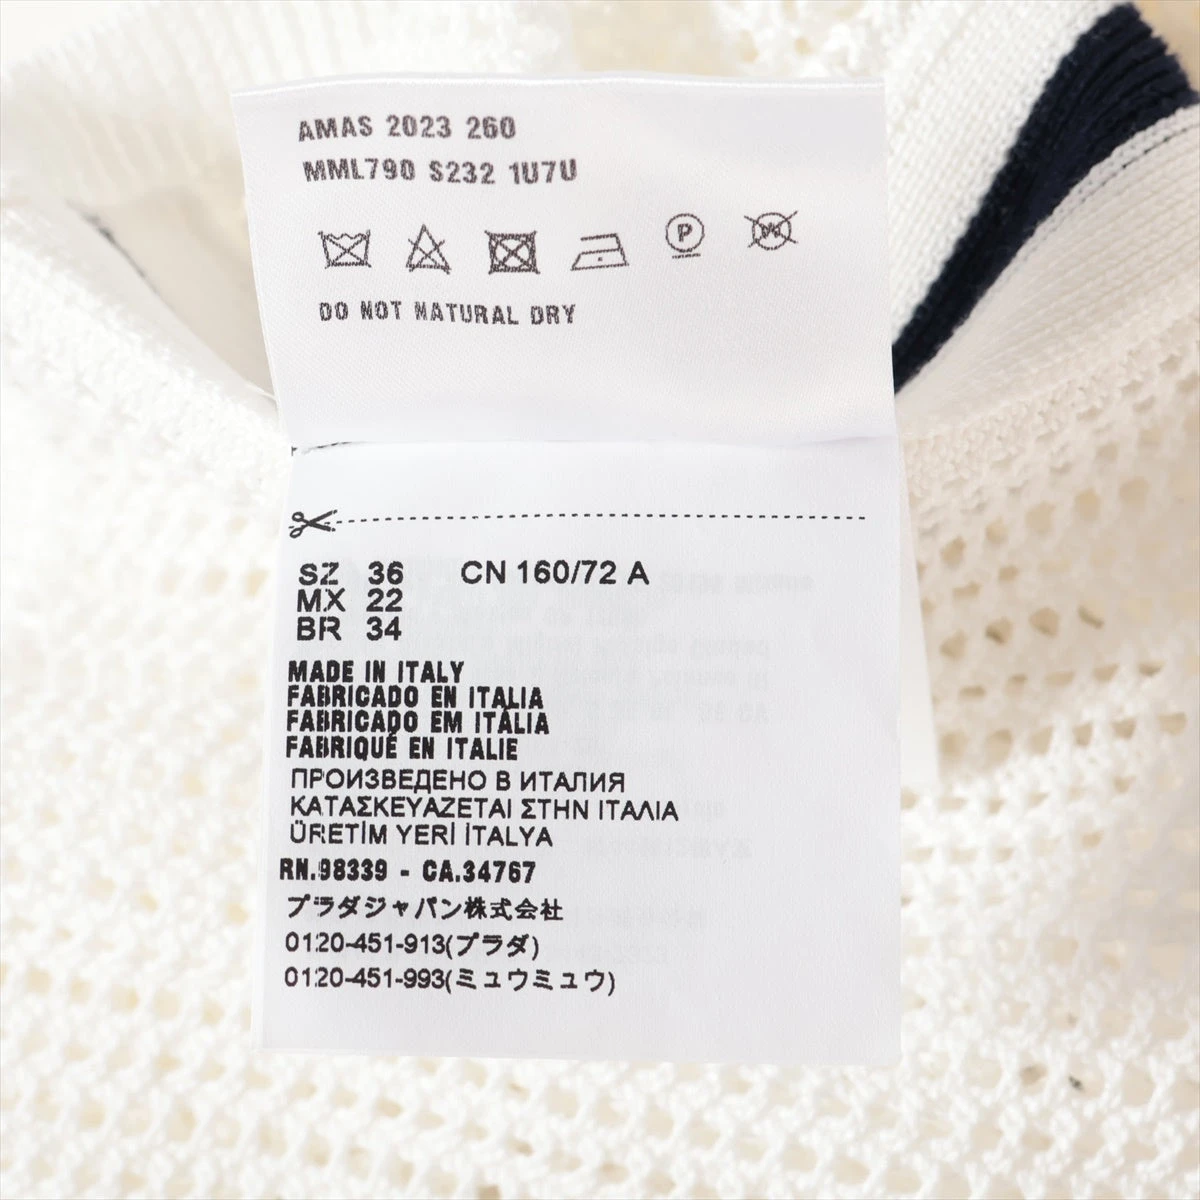 AMAS 2023 260
MML790 S232 1U7U
P
W
DO NOT NATURAL DRY
SZ 36 CN 160/72 A
MX 22
BR 34
MADE IN ITALY
FABRICADO EN ITALIA
FABRICADO EM ITÁLIA
FABRIQUÉ EN ITALIE
ПРОИЗВЕДЕНО В ИТАЛИЯ
ΚΑΤΑΣΚΕΥΑΖΕΤΑΙ ΣΤΗΝ ΙΤΑΛΙΑ
ÜRETİM YERİ İTALYA
RN.98339 - CA.34767
プラダジャパン株式会社
0120-451-913(プラダ)
0120-451-993(ミュウミュウ)